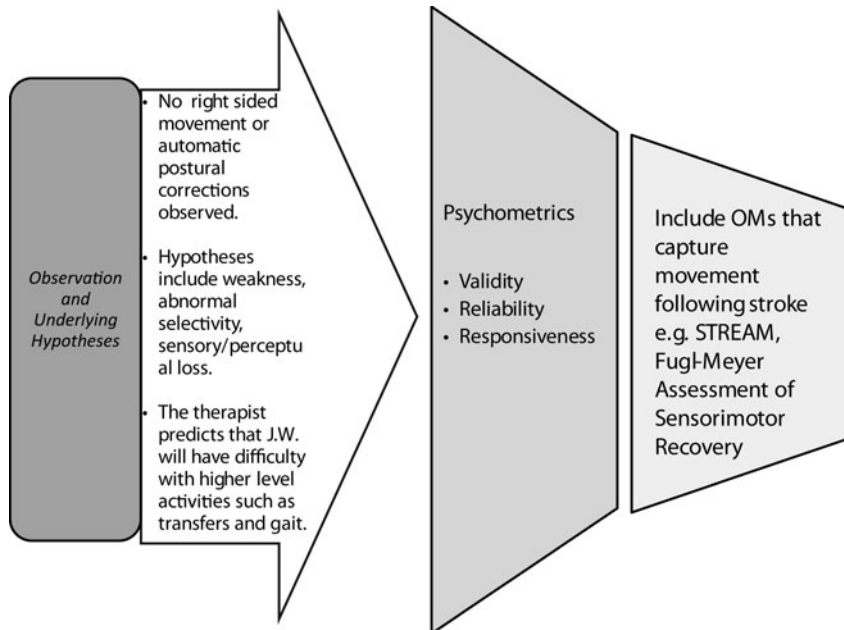 Observation
and
Underlying
Hypotheses
• No right sided
movement or
automatic
postural
corrections
observed.
• Hypotheses
include weakness,
abnormal
selectivity,
sensory/perceptu
al loss.
• The therapist
predicts that J.W.
will have difficulty
with higher level
activities such as
transfers and gait.
Psychometrics
• Validity
• Reliability
• Responsiveness
Include OMs that
capture
movement
following stroke
e.g. STREAM,
Fugl-Meyer
Assessment of
Sensorimotor
Recovery